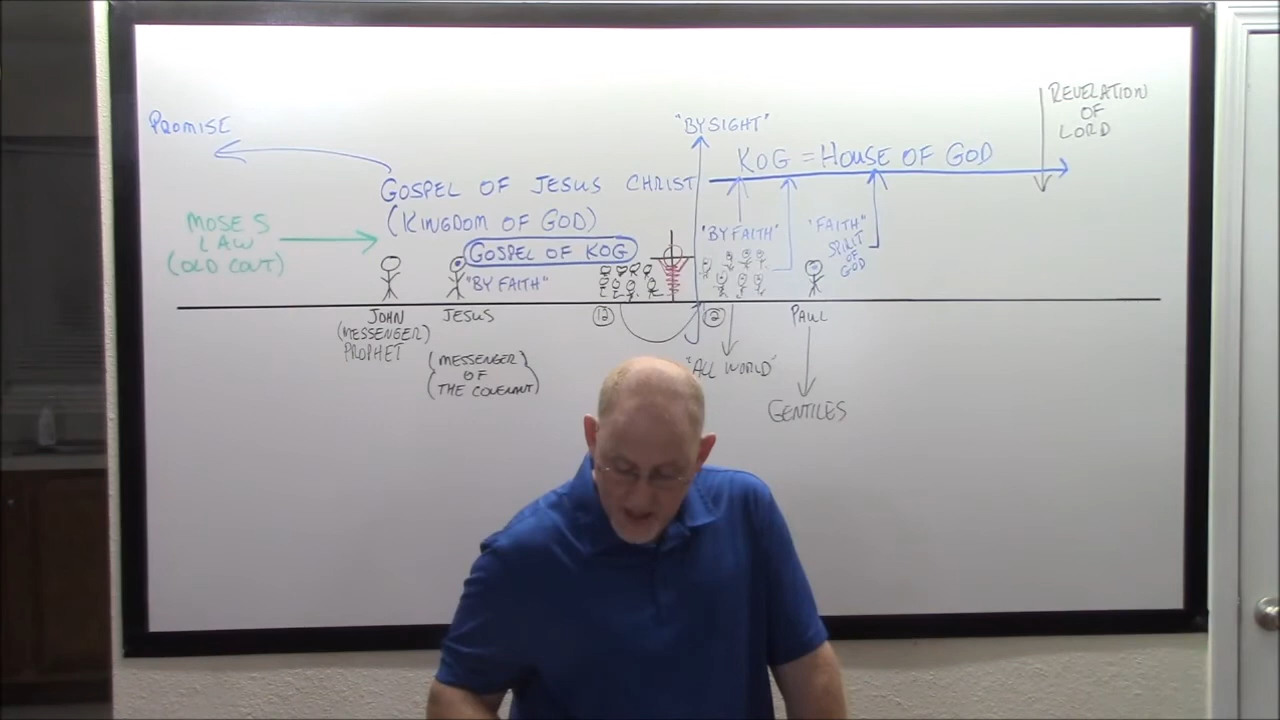 PROMISE
GOSPEL OF JESUS CHRIST
(KINGDOM OF GOD)
GOSPEL OF KOG
"BY FAITH"
MOSES
LAW
(OLD COVT)
JOHN
(MESSENGER)
PROPHET
JESUS
(MESSENGER)
OF
(THE COVENANT)
12
"BY SIGHT"
KOG = HOUSE OF GOD
"BY FAITH"
"FAITH"
SPIRIT
OF
GOD
12
"ALL WORLD"
PAUL
GENTILES
REVELATION
OF
LORD